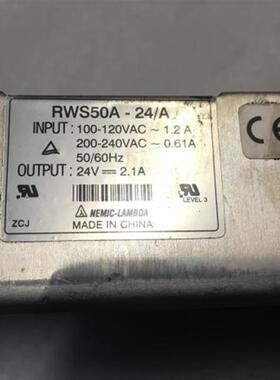 RWS50A - 24/A
INPUT: 100-120VAC ~ 1.2 A
200-240VAC ~ 0.61A
50/60Hz
OUTPUT: 24V ⎓ 2.1A
LEVEL 3
NEMIC-LAMBDA
ZCJ MADE IN CHINA
CE